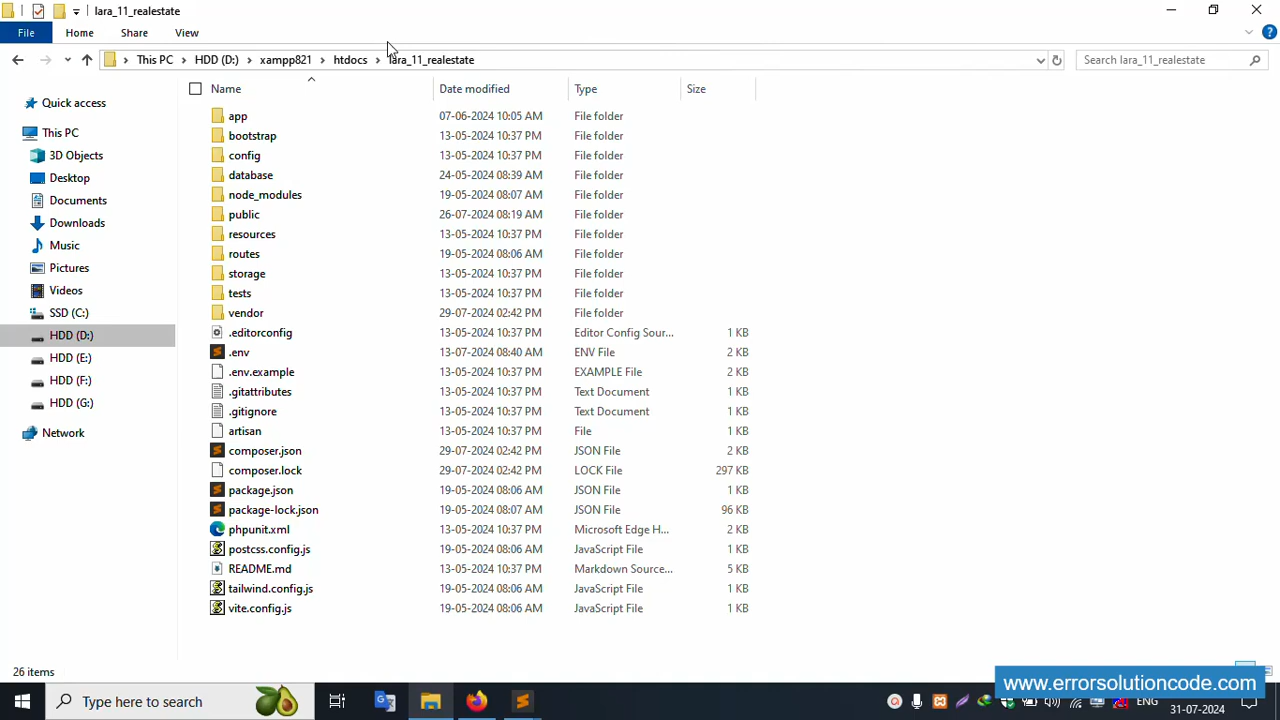 lara_11_realestate
File Home Share View
This PC HDD (D:) xampp821 htdocs lara_11_realestate Search lara_11_realestate
Name Date modified Type Size
Quick access
This PC
3D Objects
Desktop
Documents
Downloads
Music
Pictures
Videos
SSD (C:)
HDD (D:)
HDD (E:)
HDD (F:)
HDD (G:)
Network
app 07-06-2024 10:05 AM File folder
bootstrap 13-05-2024 10:37 PM File folder
config 13-05-2024 10:37 PM File folder
database 24-05-2024 08:39 AM File folder
node_modules 19-05-2024 08:07 AM File folder
public 26-07-2024 08:19 AM File folder
resources 13-05-2024 10:37 PM File folder
routes 19-05-2024 08:06 AM File folder
storage 13-05-2024 10:37 PM File folder
tests 13-05-2024 10:37 PM File folder
vendor 29-07-2024 02:42 PM File folder
.editorconfig 13-05-2024 10:37 PM Editor Config Sour... 1 KB
.env 13-07-2024 08:40 AM ENV File 2 KB
.env.example 13-05-2024 10:37 PM EXAMPLE File 2 KB
.gitattributes 13-05-2024 10:37 PM Text Document 1 KB
.gitignore 13-05-2024 10:37 PM Text Document 1 KB
artisan 13-05-2024 10:37 PM File 1 KB
composer.json 29-07-2024 02:42 PM JSON File 2 KB
composer.lock 29-07-2024 02:42 PM LOCK File 297 KB
package.json 19-05-2024 08:06 AM JSON File 1 KB
package-lock.json 19-05-2024 08:07 AM JSON File 96 KB
phpunit.xml 13-05-2024 10:37 PM Microsoft Edge H... 2 KB
postcss.config.js 19-05-2024 08:06 AM JavaScript File 1 KB
README.md 13-05-2024 10:37 PM Markdown Source... 5 KB
tailwind.config.js 19-05-2024 08:06 AM JavaScript File 1 KB
vite.config.js 19-05-2024 08:06 AM JavaScript File 1 KB
26 items
www.errorsolutioncode.com
Type here to search
ENG
31-07-2024